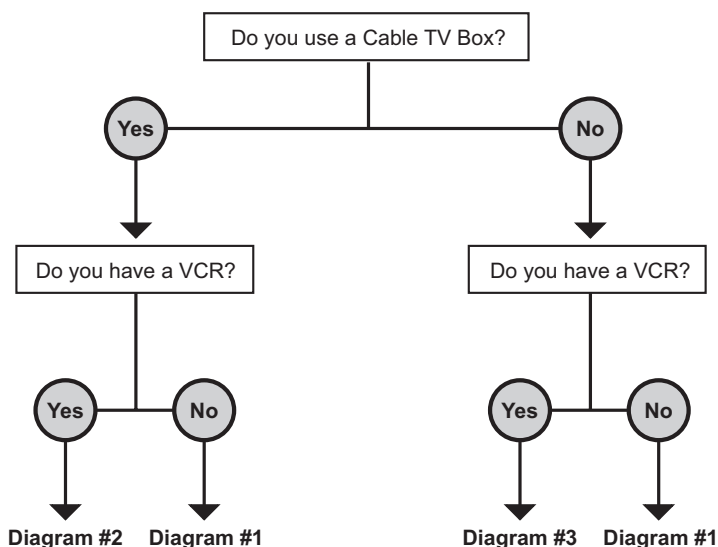 Do you use a Cable TV Box?
Yes
No
Do you have a VCR?
Do you have a VCR?
Yes
No
Yes
No
Diagram #2
Diagram #1
Diagram #3
Diagram #1